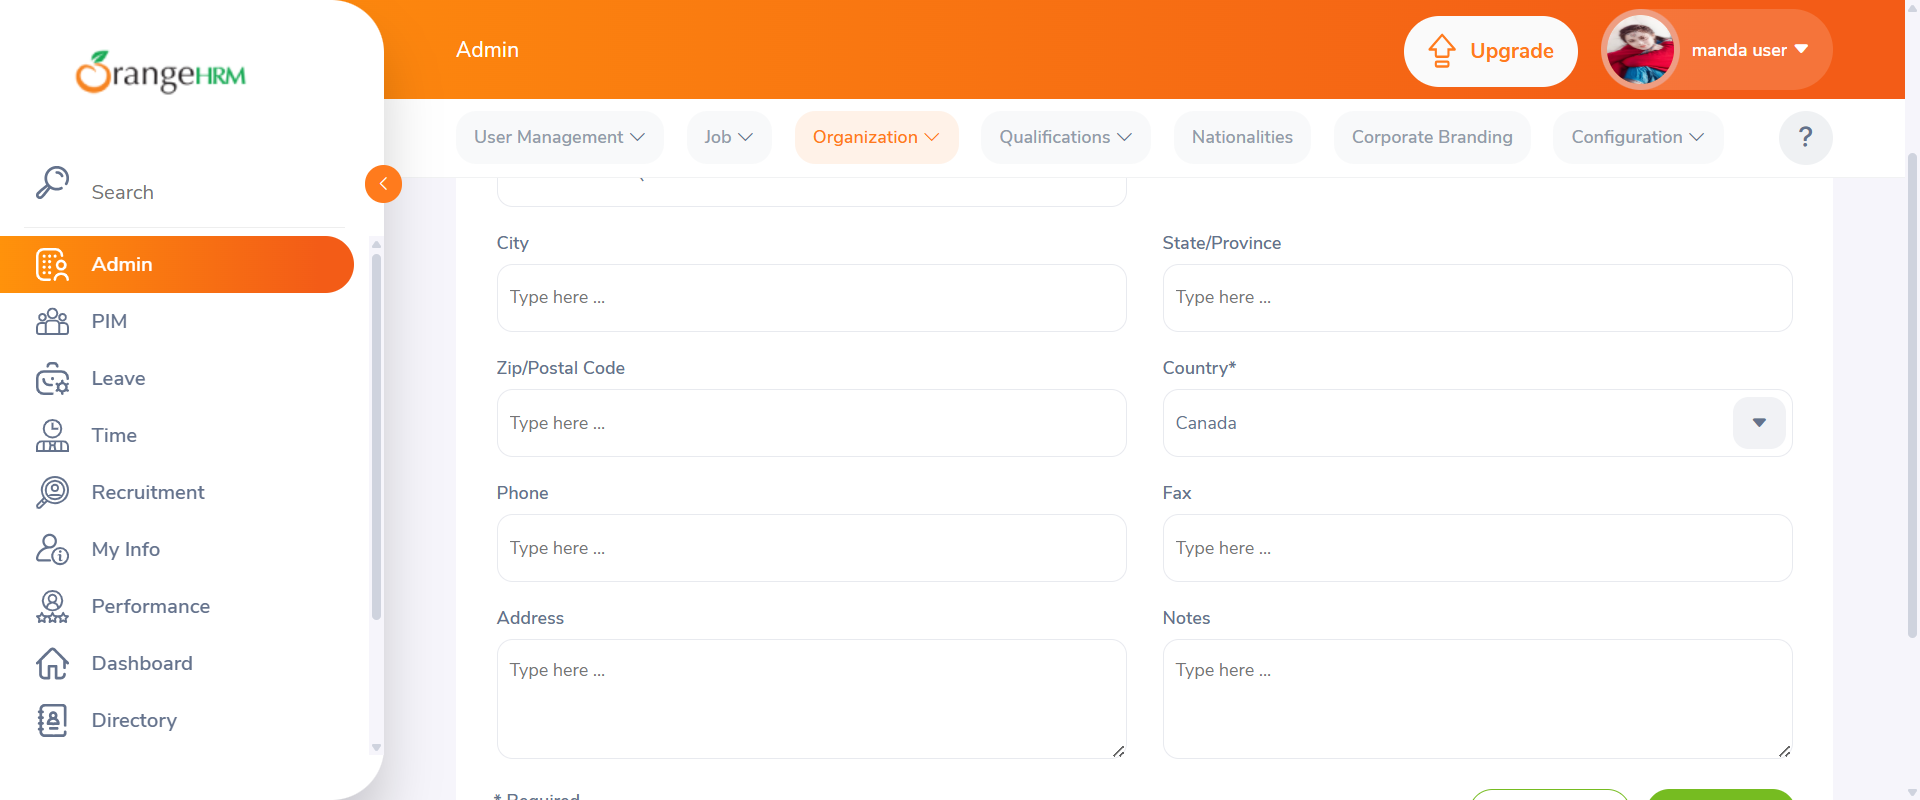 OrangeHRM
Admin
Upgrade
manda user
User Management
Job
Organization
Qualifications
Nationalities
Corporate Branding
Configuration
?
Search
Admin
PIM
Leave
Time
Recruitment
My Info
Performance
Dashboard
Directory
City
State/Province
Type here ...
Type here ...
Zip/Postal Code
Country*
Type here ...
Canada
Phone
Fax
Type here ...
Type here ...
Address
Notes
Type here ...
Type here ...
* Required